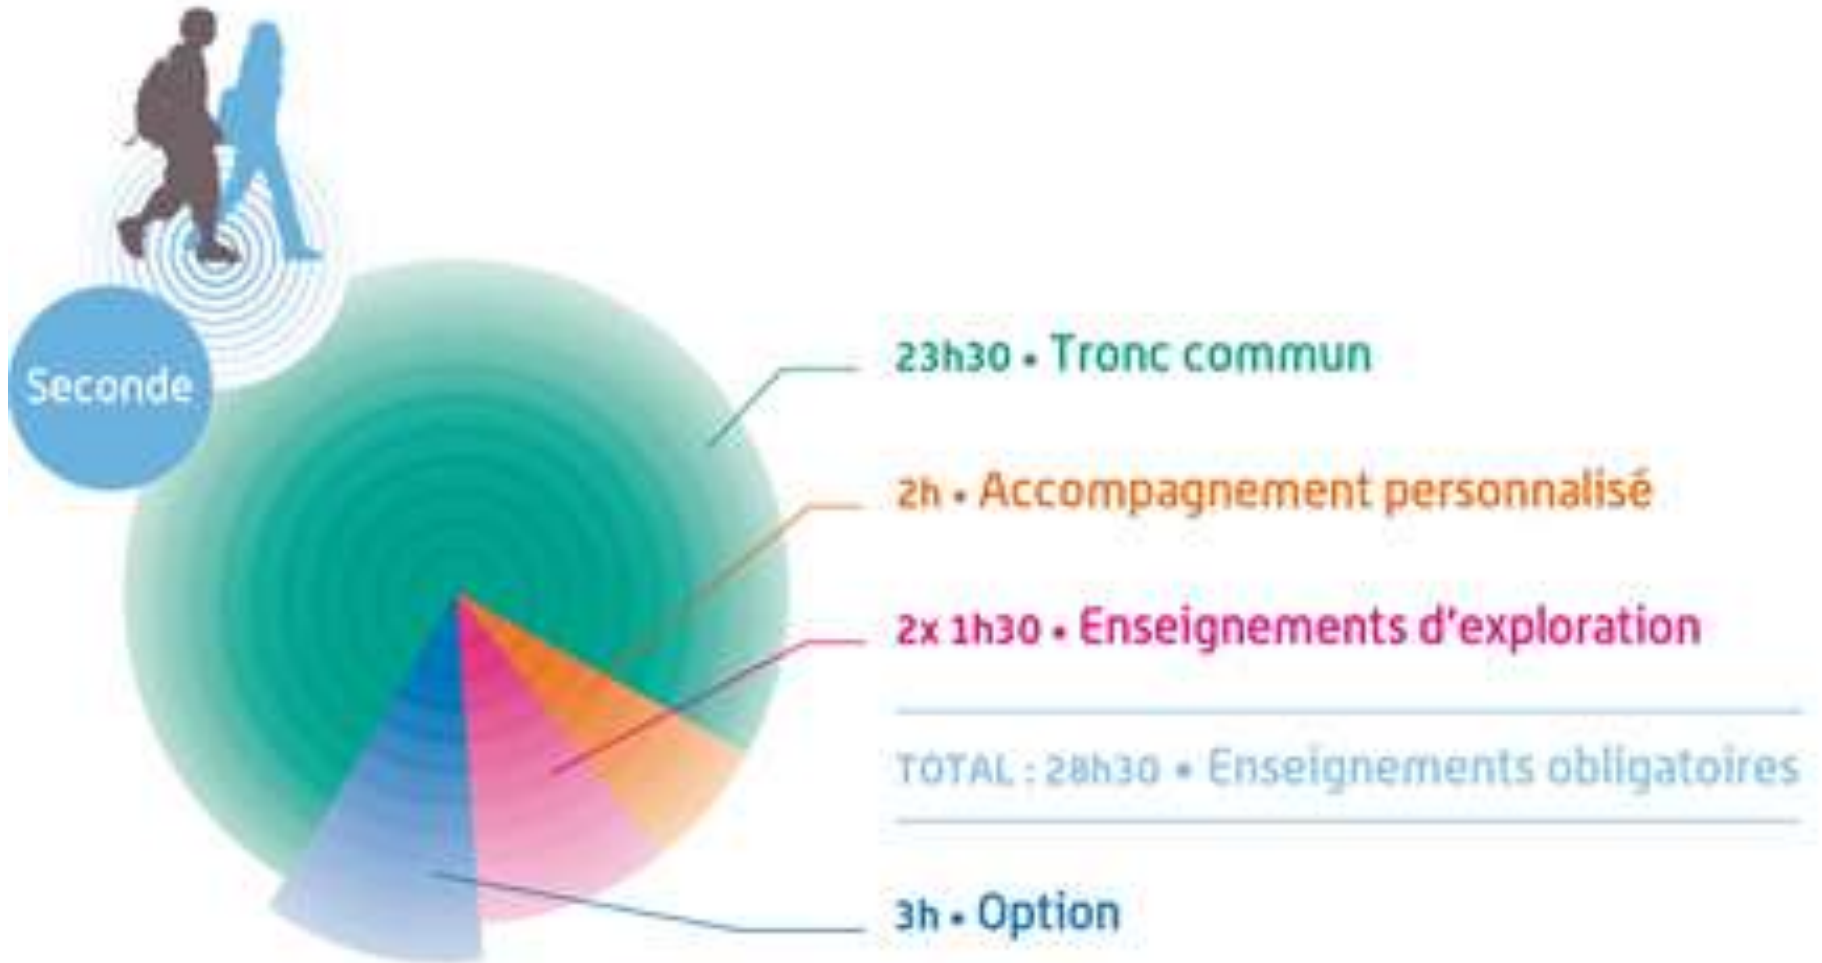 Seconde
23h30 • Tronc commun
2h • Accompagnement personnalisé
2x 1h30 • Enseignements d'exploration
TOTAL : 28h30 • Enseignements obligatoires
3h • Option